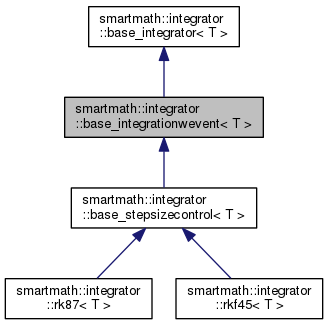 smartmath::integrator
::base_integrator< T >
smartmath::integrator
::base_integrationwevent< T >
smartmath::integrator
::base_stepsizecontrol< T >
smartmath::integrator
::rk87< T >
smartmath::integrator
::rkf45< T >